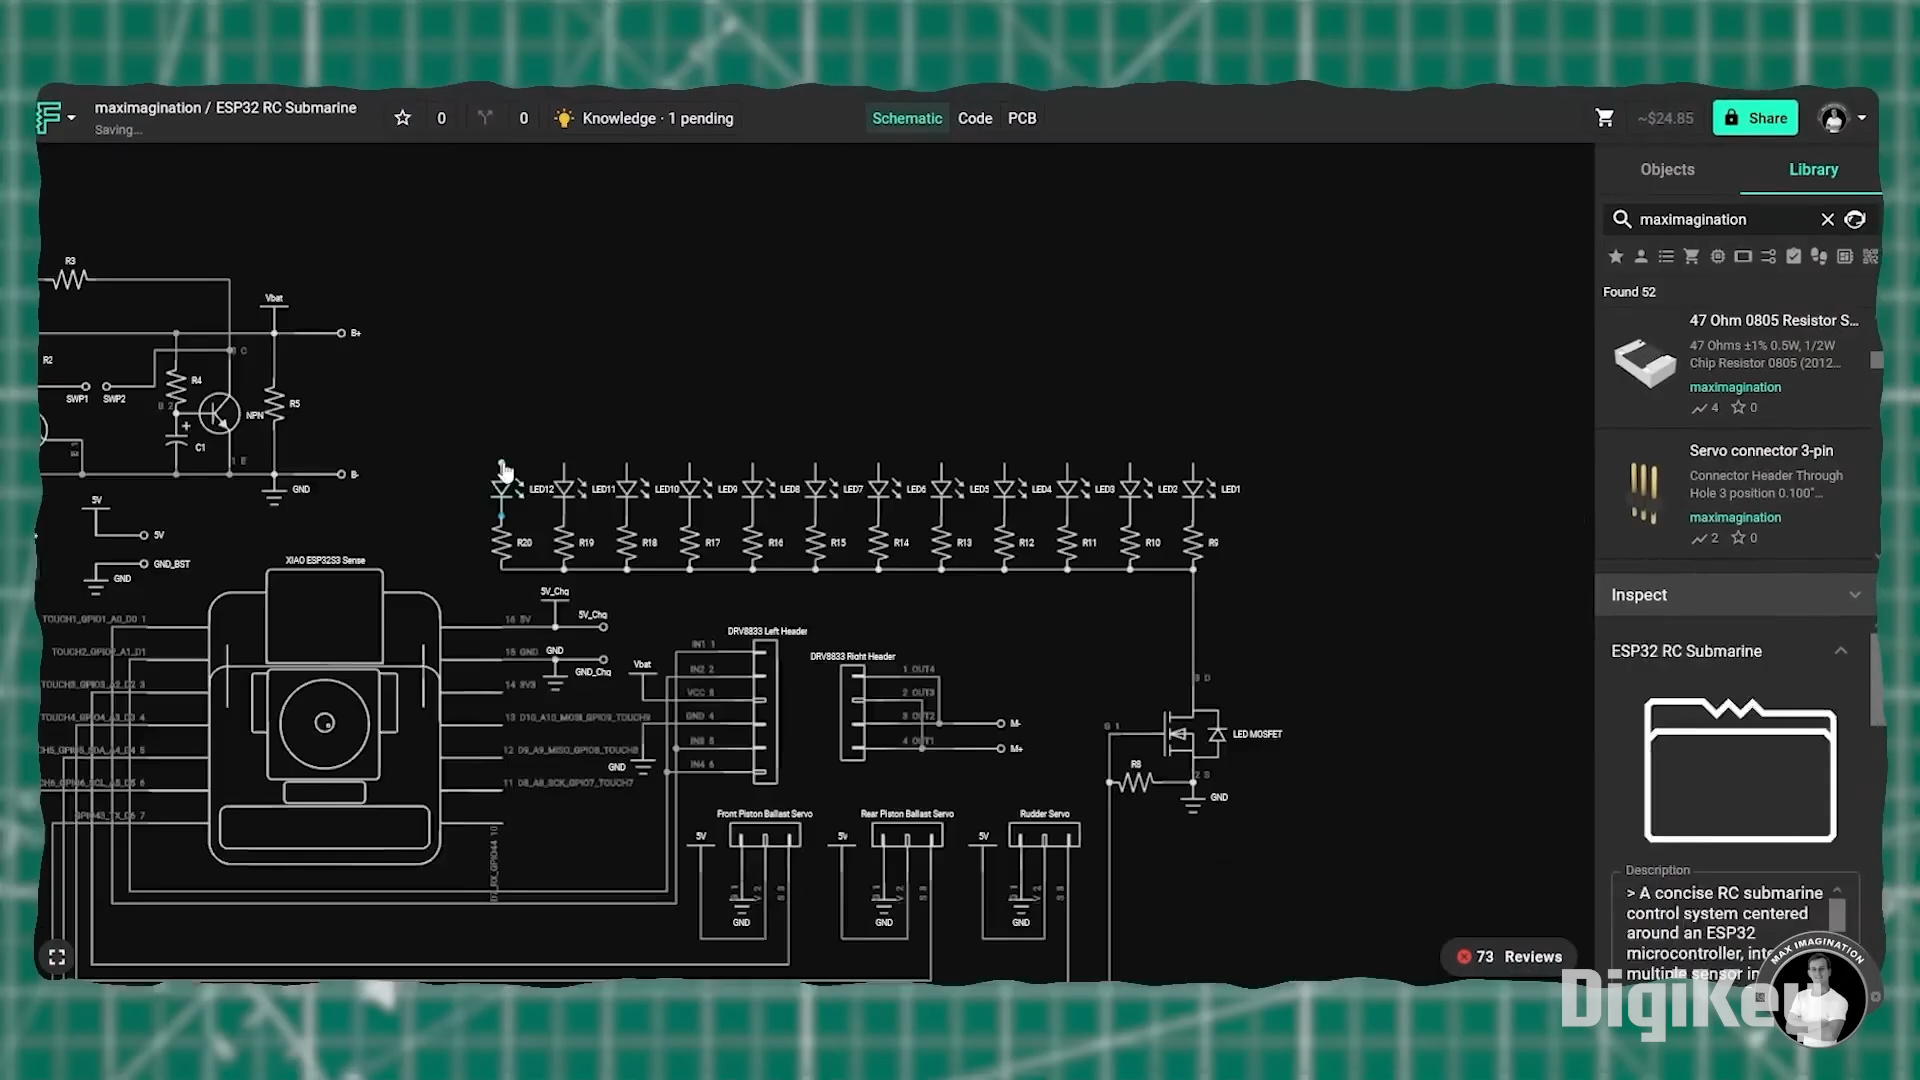 maximagination / ESP32 RC Submarine
Saving...
0
0
Knowledge · 1 pending
Schematic
Code
PCB
~$24.85
Share
Objects
Library
maximagination
Found 52
47 Ohm 0805 Resistor S...
47 Ohms ±1% 0.5W, 1/2W
Chip Resistor 0805 (2012...
maximagination
4
0
Servo connector 3-pin
Connector Header Through
Hole 3 position 0.100"...
maximagination
2
0
Inspect
ESP32 RC Submarine
Description
> A concise RC submarine
control system centered
around an ESP32
microcontroller, inte
multiple sensor in
73 Reviews
R3
Vbat
B+
R2
C
R4
SWP1
SWP2
B 2
NPN
R5
C1
1 E
B-
GND
5V
5V
GND_BST
GND
LED12
LED11
LED10
LED9
LED8
LED7
LED6
LED5
LED4
LED3
LED2
LED1
R20
R19
R18
R17
R16
R15
R14
R13
R12
R11
R10
R9
XIAO ESP32S3 Sense
TOUCH1_GPIO1_A0_D0 1
TOUCH2_GPIO2_A1_D1
TOUCH3_GPIO3_A2_D2 3
TOUCH4_GPIO4_A3_D3 4
CH5_GPIO5_SDA_A4_D4 5
CH6_GPIO6_SCL_A5_D5 6
GPIO43_TX_D6 7
16 5V
15 GND
14 3V3
13 D10_A10_MOSI_GPIO9_TOUCH9
12 D9_A9_MISO_GPIO8_TOUCH8
11 D8_A8_SCK_GPIO7_TOUCH7
D7_RX_GPIO44 10
5V_Chq
5V_Chq
GND
GND_Chq
Vbat
GND
DRV8833 Left Header
IN1 1
IN2 2
VCC 3
GND 4
IN3 5
IN4 6
DRV8833 Right Header
1 OUT4
2 OUT3
3 OUT2
4 OUT1
M-
M+
3 D
G 1
LED MOSFET
R8
2 S
GND
Front Piston Ballast Servo
5V
GND
Rear Piston Ballast Servo
5V
GND
Rudder Servo
5V
GND
MAX IMAGINATION
DigiKey